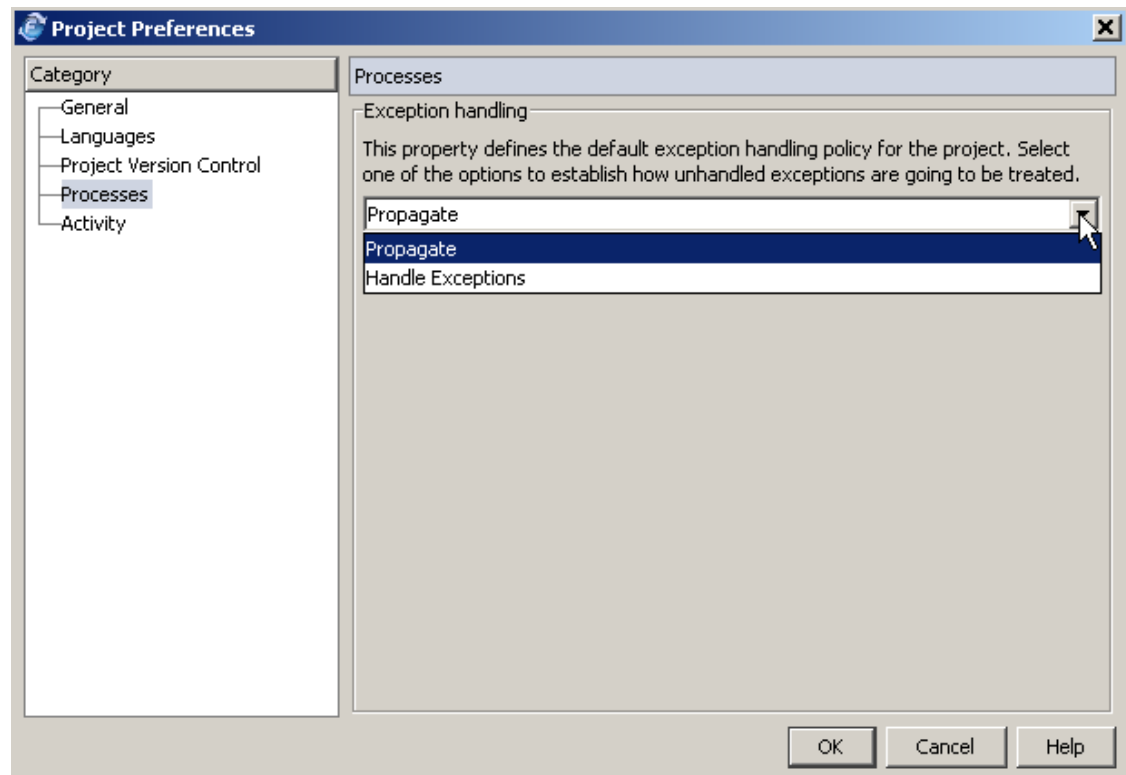 Project Preferences
Category
General
Languages
Project Version Control
Processes
Activity
Processes
Exception handling
This property defines the default exception handling policy for the project. Select
one of the options to establish how unhandled exceptions are going to be treated.
Propagate
Propagate
Handle Exceptions
OK
Cancel
Help